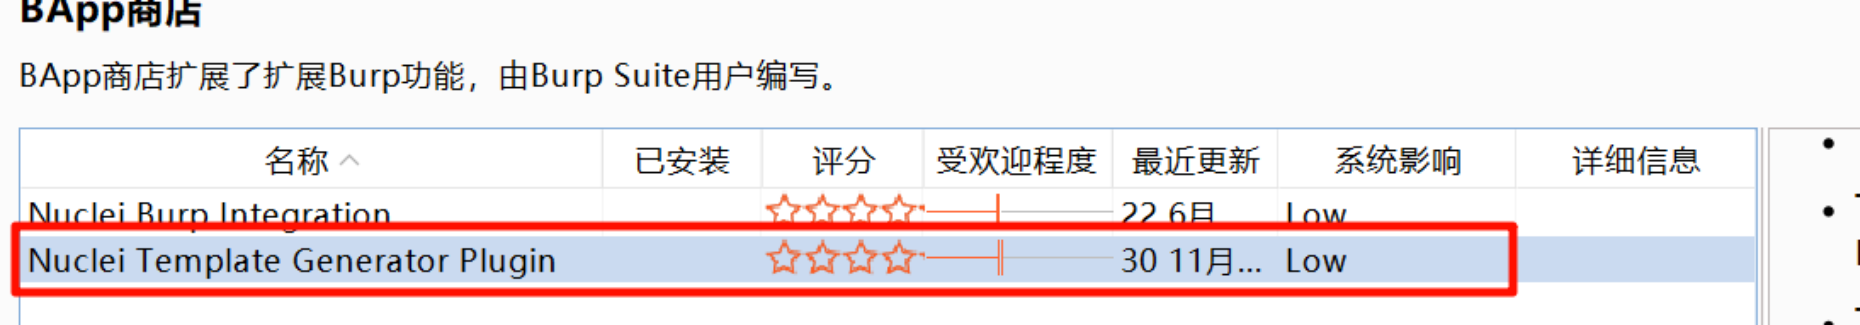 BApp商店
BApp商店扩展了扩展Burp功能，由Burp Suite用户编写。
名称 已安装 评分 受欢迎程度 最近更新 系统影响 详细信息
Nuclei Burp Integration 22 6月 Low
Nuclei Template Generator Plugin 30 11月... Low